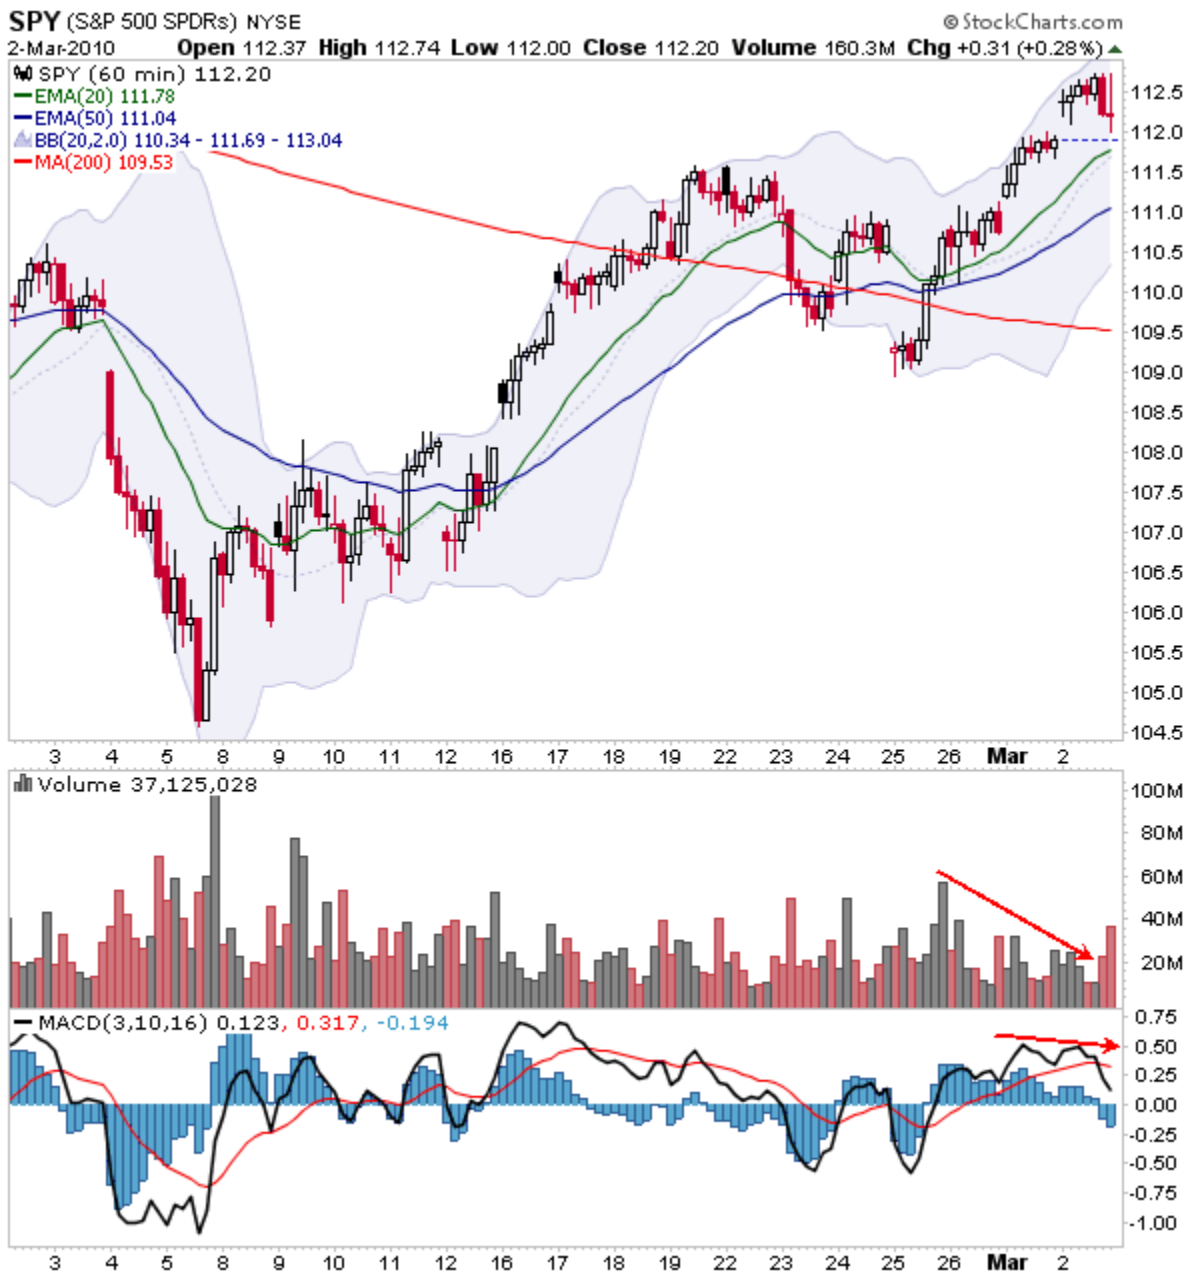 SPY (S&P 500 SPDRs) NYSE © StockCharts.com
2-Mar-2010 Open 112.37 High 112.74 Low 112.00 Close 112.20 Volume 160.3M Chg +0.31 (+0.28%)
SPY (60 min) 112.20
EMA(20) 111.78
EMA(50) 111.04
BB(20,2.0) 110.34 - 111.69 - 113.04
MA(200) 109.53
112.5
112.0
111.5
111.0
110.5
110.0
109.5
109.0
108.5
108.0
107.5
107.0
106.5
106.0
105.5
105.0
104.5
3 4 5 8 9 10 11 12 16 17 18 19 22 23 24 25 26 Mar 2
Volume 37,125,028
100M
80M
60M
40M
20M
MACD(3,10,16) 0.123, 0.317, -0.194
0.75
0.50
0.25
0.00
-0.25
-0.50
-0.75
-1.00
3 4 5 8 9 10 11 12 16 17 18 19 22 23 24 25 26 Mar 2